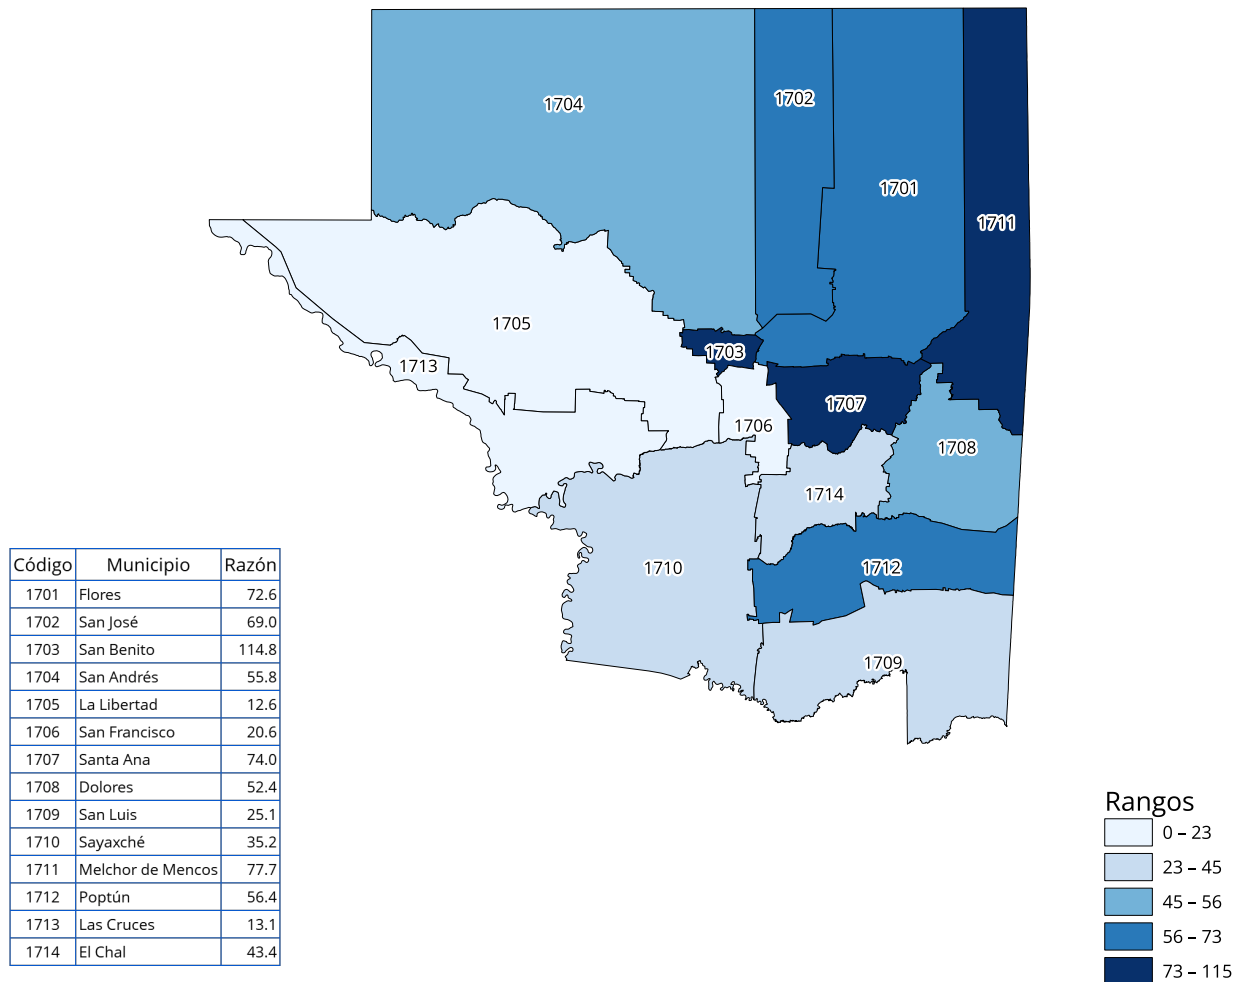 1704
1702
1701
1711
1705
1703
1713
1707
1706
1708
1714
1710
1712
1709
Código Municipio Razón
1701 Flores 72.6
1702 San José 69.0
1703 San Benito 114.8
1704 San Andrés 55.8
1705 La Libertad 12.6
1706 San Francisco 20.6
1707 Santa Ana 74.0
1708 Dolores 52.4
1709 San Luis 25.1
1710 Sayaxché 35.2
1711 Melchor de Mencos 77.7
1712 Poptún 56.4
1713 Las Cruces 13.1
1714 El Chal 43.4
Rangos
0 – 23
23 – 45
45 – 56
56 – 73
73 – 115